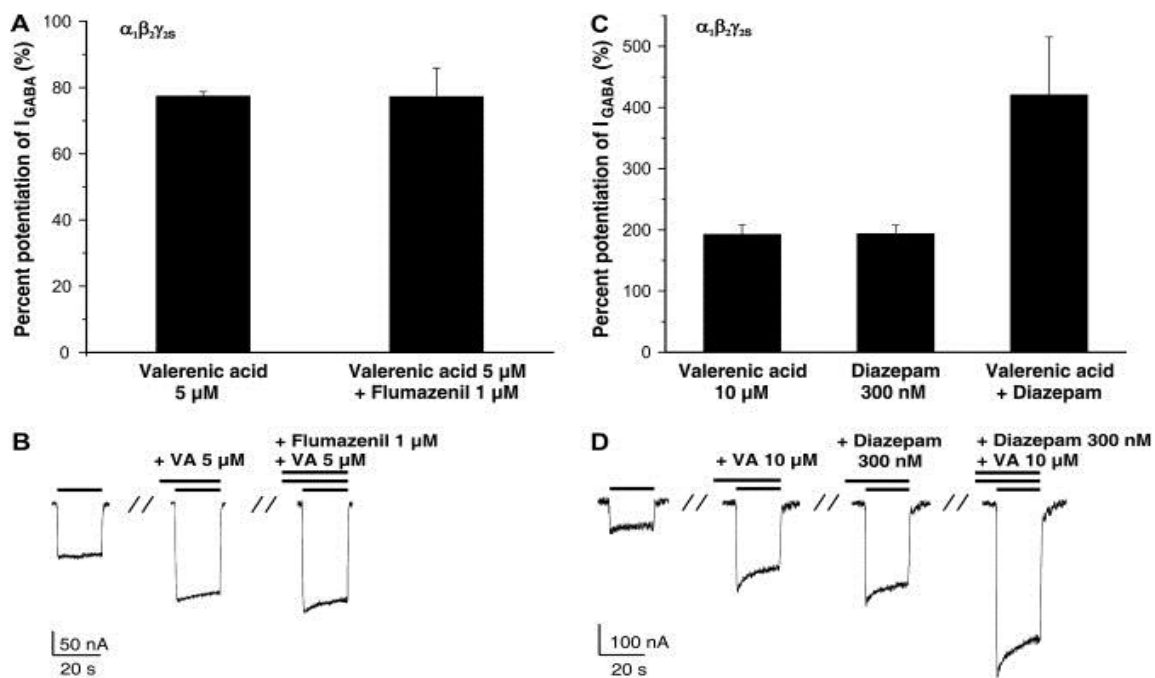 A
α₁β₂γ₂S
Percent potentiation of I_GABA (%)
100
80
60
40
20
0
Valerenic acid
5 µM
Valerenic acid 5 µM
+ Flumazenil 1 µM
B
+ VA 5 µM
+ Flumazenil 1 µM
+ VA 5 µM
//
//
50 nA
20 s
C
α₁β₂γ₂S
Percent potentiation of I_GABA (%)
500
400
300
200
100
0
Valerenic acid
10 µM
Diazepam
300 nM
Valerenic acid
+ Diazepam
D
+ VA 10 µM
+ Diazepam
300 nM
+ Diazepam 300 nM
+ VA 10 µM
//
//
//
100 nA
20 s